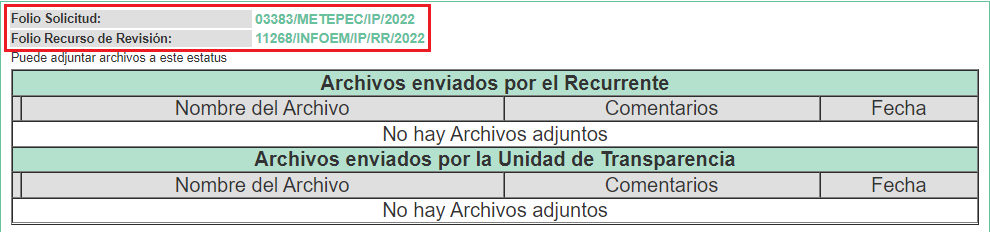 Folio Solicitud: 03383/METEPEC/IP/2022
Folio Recurso de Revisión: 11268/INFOEM/IP/RR/2022
Puede adjuntar archivos a este estatus
Archivos enviados por el Recurrente
Nombre del Archivo Comentarios Fecha
No hay Archivos adjuntos
Archivos enviados por la Unidad de Transparencia
Nombre del Archivo Comentarios Fecha
No hay Archivos adjuntos